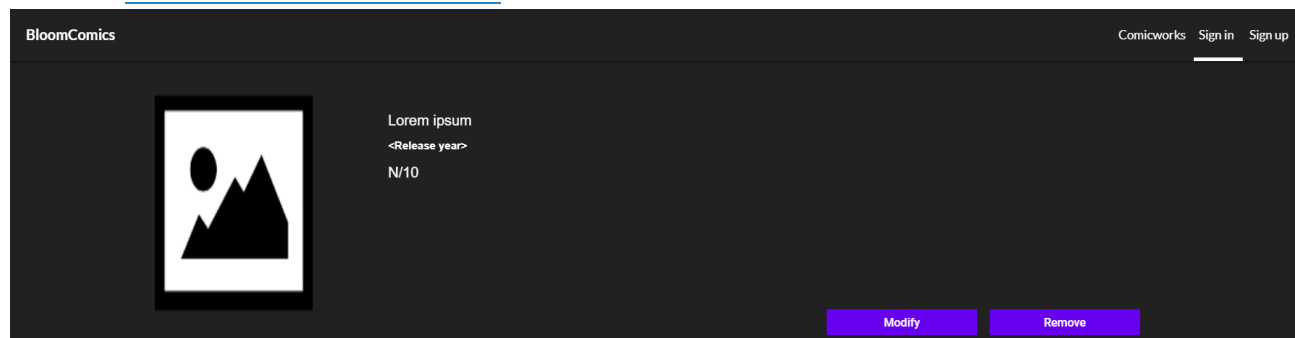 BloomComics
Comicworks Sign in Sign up
Lorem ipsum
<Release year>
N/10
Modify Remove